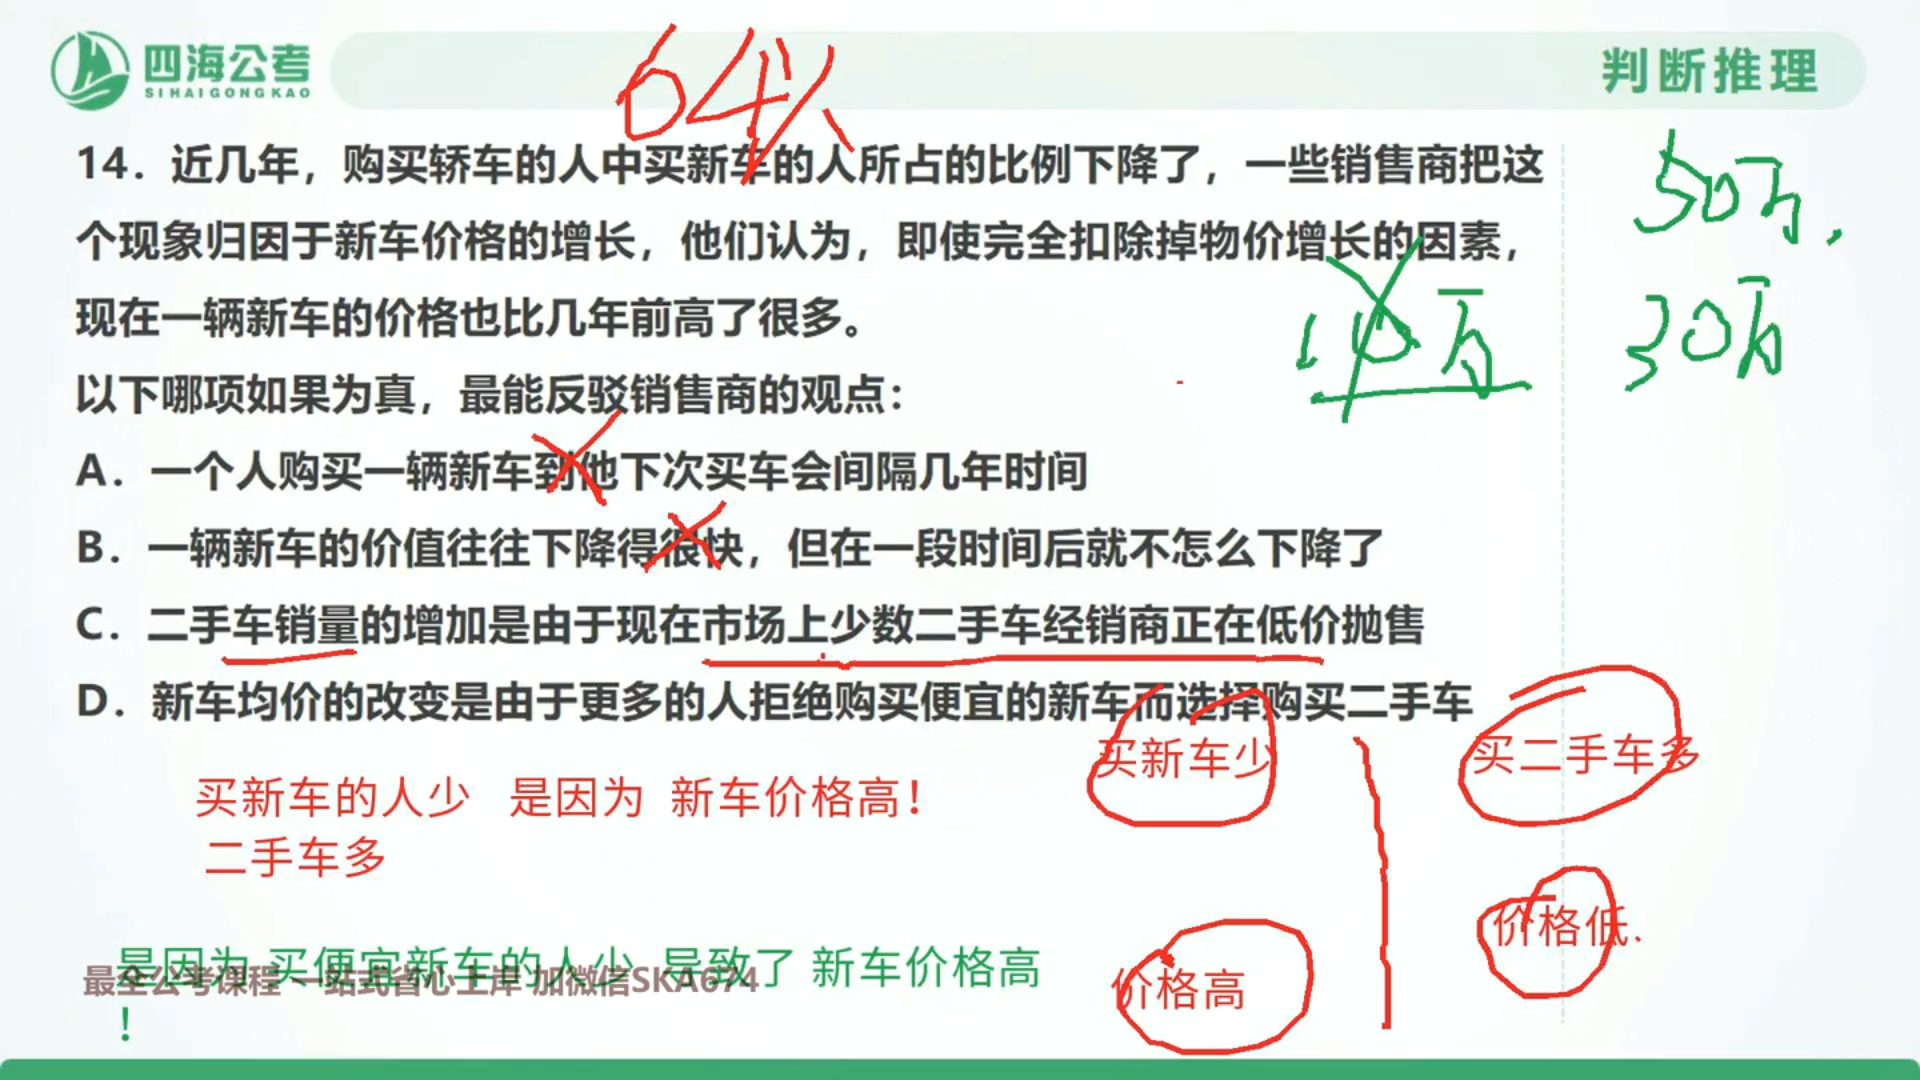 四海公考
SIHAIGONGKAO
判断推理
14. 近几年，购买轿车的人中买新车的人所占的比例下降了，一些销售商把这
个现象归因于新车价格的增长，他们认为，即使完全扣除掉物价增长的因素，
现在一辆新车的价格也比几年前高了很多。
以下哪项如果为真，最能反驳销售商的观点：
A. 一个人购买一辆新车到他下次买车会间隔几年时间
B. 一辆新车的价值往往下降得很快，但在一段时间后就不怎么下降了
C. 二手车销量的增加是由于现在市场上少数二手车经销商正在低价抛售
D. 新车均价的改变是由于更多的人拒绝购买便宜的新车而选择购买二手车
50万.
10万
30万
买新车少
买二手车多
买新车的人少 是因为 新车价格高！
二手车多
价格低.
价格高
是因为 买便宜新车的人少 导致了 新车价格高
！
最全公考课程 一站式省心上岸 加微信SKA674